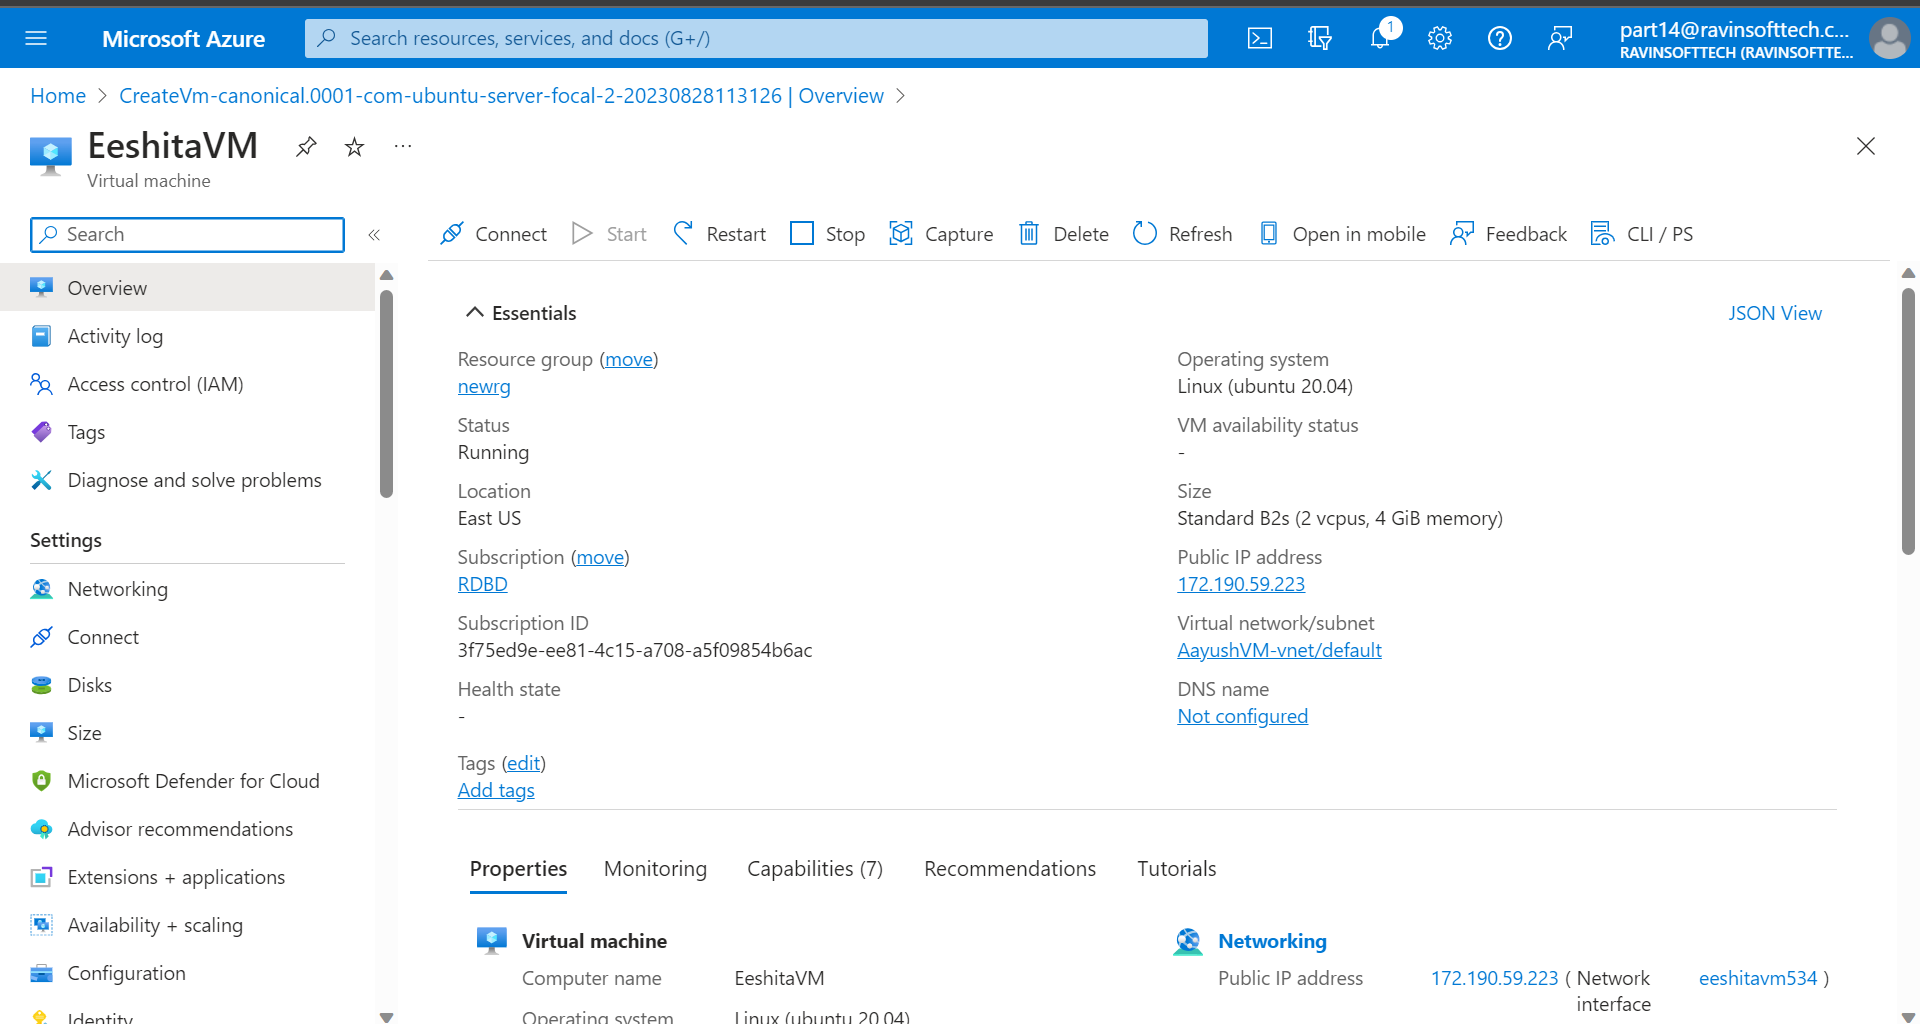 Microsoft Azure
Search resources, services, and docs (G+/)
1
part14@ravinsofttech.c...
RAVINSOFTTECH (RAVINSOFTTE...
Home > CreateVm-canonical.0001-com-ubuntu-server-focal-2-20230828113126 | Overview >
EeshitaVM
Virtual machine
Search
Connect Start Restart Stop Capture Delete Refresh Open in mobile Feedback CLI / PS
Overview
Activity log
Access control (IAM)
Tags
Diagnose and solve problems
Settings
Networking
Connect
Disks
Size
Microsoft Defender for Cloud
Advisor recommendations
Extensions + applications
Availability + scaling
Configuration
Identity
Essentials
JSON View
Resource group (move)
newrg
Status
Running
Location
East US
Subscription (move)
RDBD
Subscription ID
3f75ed9e-ee81-4c15-a708-a5f09854b6ac
Health state
-
Operating system
Linux (ubuntu 20.04)
VM availability status
-
Size
Standard B2s (2 vcpus, 4 GiB memory)
Public IP address
172.190.59.223
Virtual network/subnet
AayushVM-vnet/default
DNS name
Not configured
Tags (edit)
Add tags
Properties Monitoring Capabilities (7) Recommendations Tutorials
Virtual machine
Computer name EeshitaVM
Operating system Linux (ubuntu 20.04)
Networking
Public IP address 172.190.59.223 ( Network interface eeshitavm534 )